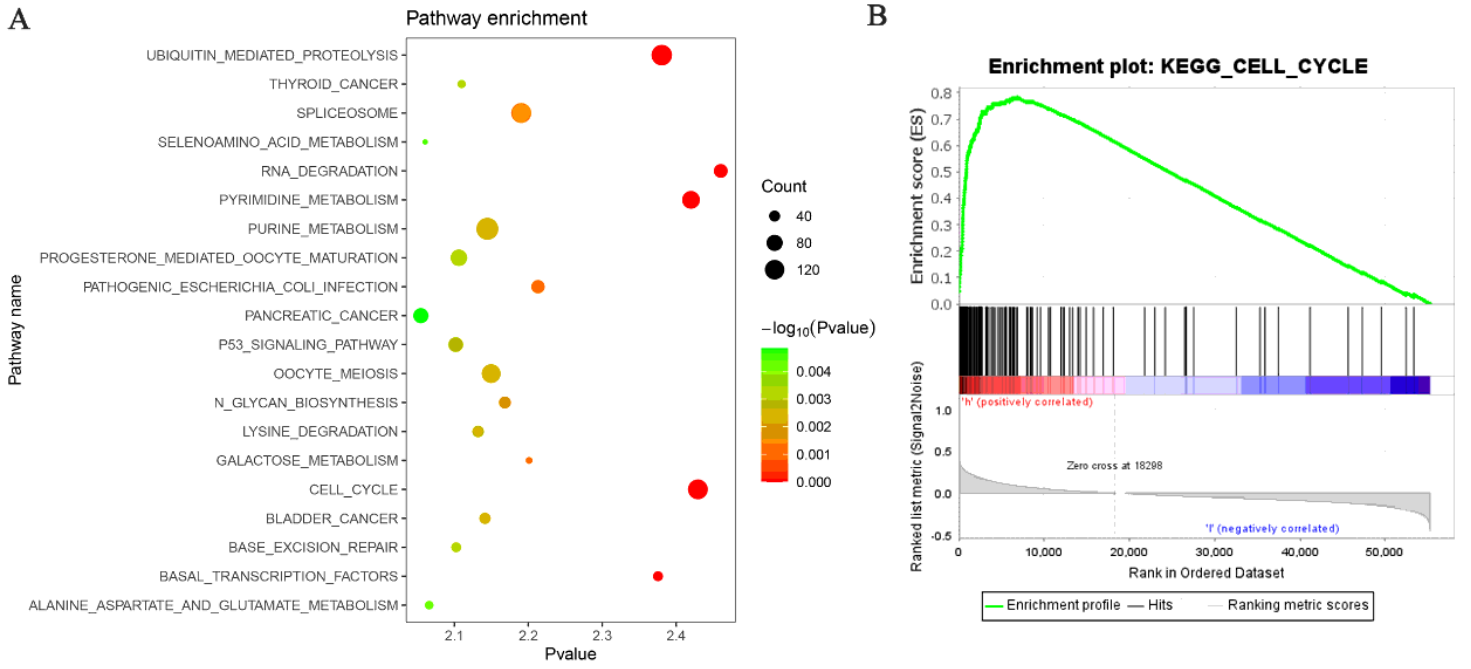 A
Pathway enrichment
Pathway name
UBIQUITIN_MEDIATED_PROTEOLYSIS
THYROID_CANCER
SPLICEOSOME
SELENOAMINO_ACID_METABOLISM
RNA_DEGRADATION
PYRIMIDINE_METABOLISM
PURINE_METABOLISM
PROGESTERONE_MEDIATED_OOCYTE_MATURATION
PATHOGENIC_ESCHERICHIA_COLI_INFECTION
PANCREATIC_CANCER
P53_SIGNALING_PATHWAY
OOCYTE_MEIOSIS
N_GLYCAN_BIOSYNTHESIS
LYSINE_DEGRADATION
GALACTOSE_METABOLISM
CELL_CYCLE
BLADDER_CANCER
BASE_EXCISION_REPAIR
BASAL_TRANSCRIPTION_FACTORS
ALANINE_ASPARTATE_AND_GLUTAMATE_METABOLISM
2.1 2.2 2.3 2.4
Pvalue
Count
40
80
120
−log10(Pvalue)
0.004
0.003
0.002
0.001
0.000
B
Enrichment plot: KEGG_CELL_CYCLE
Enrichment score (ES)
0.8
0.7
0.6
0.5
0.4
0.3
0.2
0.1
0.0
'h' (positively correlated)
Ranked list metric (Signal2Noise)
1.0
0.5
0.0
-0.5
Zero cross at 18298
'l' (negatively correlated)
0 10,000 20,000 30,000 40,000 50,000
Rank in Ordered Dataset
Enrichment profile Hits Ranking metric scores